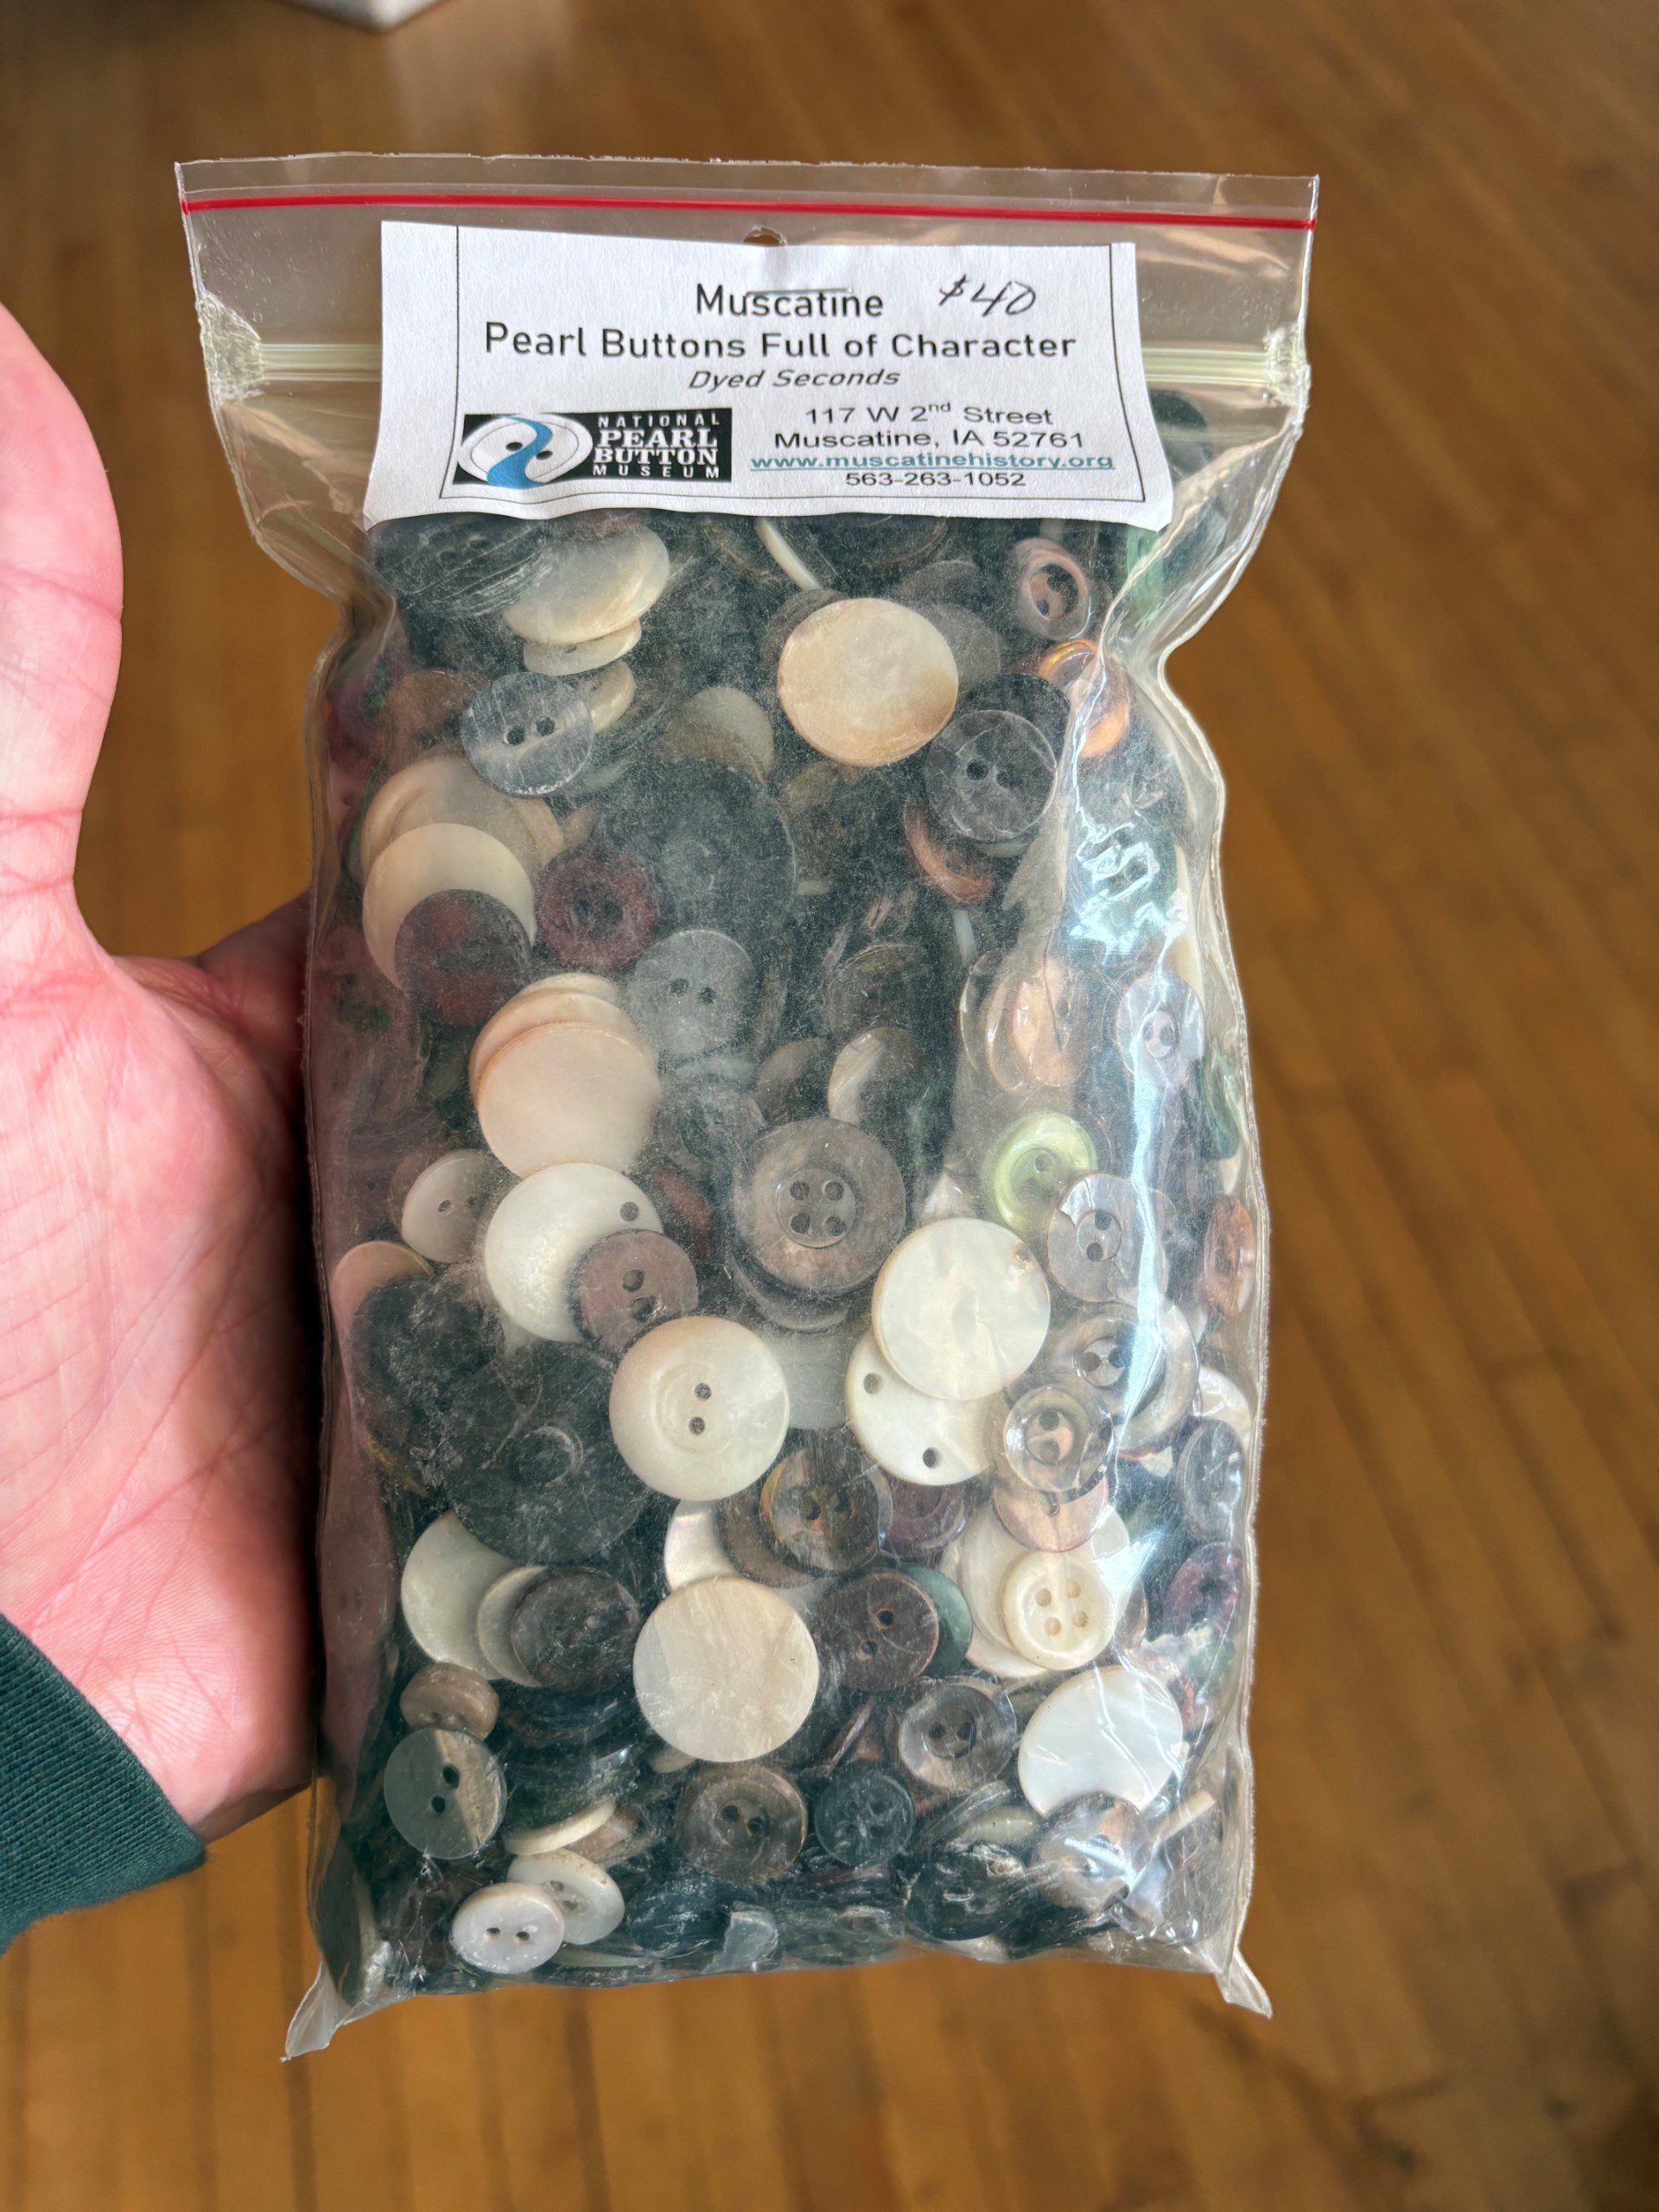 Muscatine $40
Pearl Buttons Full of Character
Dyed Seconds
NATIONAL
PEARL
BUTTON
MUSEUM
117 W 2nd Street
Muscatine, IA 52761
www.muscatinehistory.org
563-263-1052